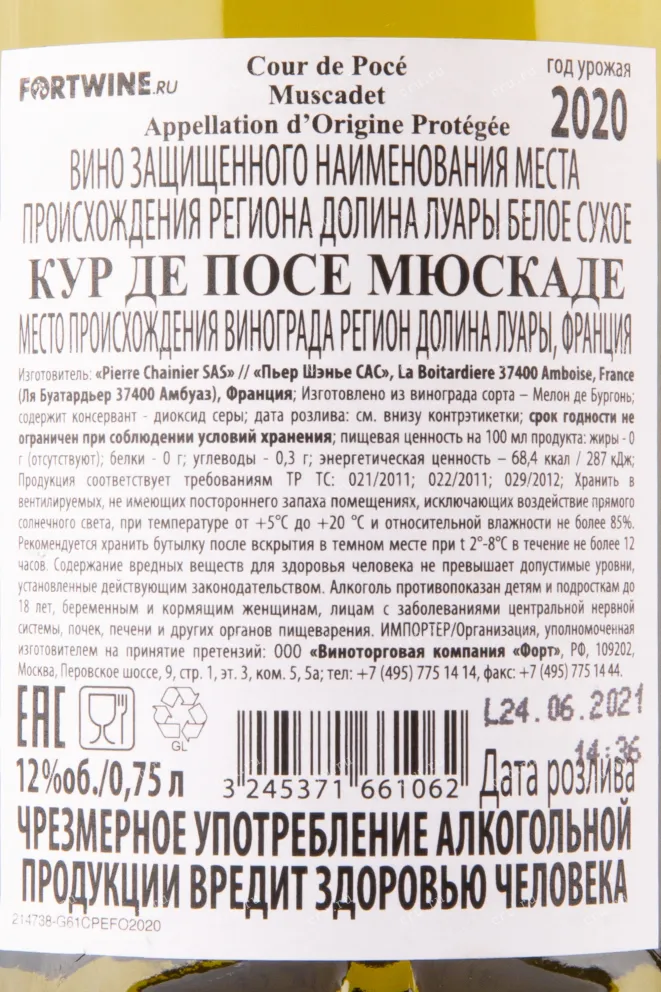 FORTWINE.RU
Cour de Pocé
Muscadet
Appellation d'Origine Protégée
год урожая
2020
ВИНО ЗАЩИЩЕННОГО НАИМЕНОВАНИЯ МЕСТА
ПРОИСХОЖДЕНИЯ РЕГИОНА ДОЛИНА ЛУАРЫ БЕЛОЕ СУХОЕ
КУР ДЕ ПОСЕ МЮСКАДЕ
МЕСТО ПРОИСХОЖДЕНИЯ ВИНОГРАДА РЕГИОН ДОЛИНА ЛУАРЫ, ФРАНЦИЯ
Изготовитель: «Pierre Chainier SAS» // «Пьер Шэнье САС», La Boitardiere 37400 Amboise, France
(Ля Буатардьер 37400 Амбуаз), Франция; Изготовлено из винограда сорта – Мелон де Бургонь;
содержит консервант - диоксид серы; дата розлива: см. внизу контрэтикетки; срок годности не
ограничен при соблюдении условий хранения; пищевая ценность на 100 мл продукта: жиры - 0
г (отсутствуют); белки - 0 г; углеводы - 0,3 г; энергетическая ценность – 68,4 ккал / 287 кДж;
Продукция соответствует требованиям ТР ТС: 021/2011; 022/2011; 029/2012; Хранить в
вентилируемых, не имеющих постороннего запаха помещениях, исключающих воздействие прямого
солнечного света, при температуре от +5°С до +20 °С и относительной влажности не более 85%.
Рекомендуется хранить бутылку после вскрытия в темном месте при t 2°-8°С в течение не более 12
часов. Содержание вредных веществ для здоровья человека не превышает допустимые уровни,
установленные действующим законодательством. Алкоголь противопоказан детям и подросткам до
18 лет, беременным и кормящим женщинам, лицам с заболеваниями центральной нервной
системы, почек, печени и других органов пищеварения. ИМПОРТЕР/Организация, уполномоченная
изготовителем на принятие претензий: ООО «Виноторговая компания «Форт», РФ, 109202,
Москва, Перовское шоссе, 9, стр. 1, эт. 3, ком. 5, 5а; тел: +7 (495) 775 14 14, факс: +7 (495) 775 14 44.
EAC
GL
L24.06.2021
14:36
12%об./0,75 л
3 245371 661062
Дата розлива
ЧРЕЗМЕРНОЕ УПОТРЕБЛЕНИЕ АЛКОГОЛЬНОЙ
ПРОДУКЦИИ ВРЕДИТ ЗДОРОВЬЮ ЧЕЛОВЕКА
214738-G61CPEFO2020